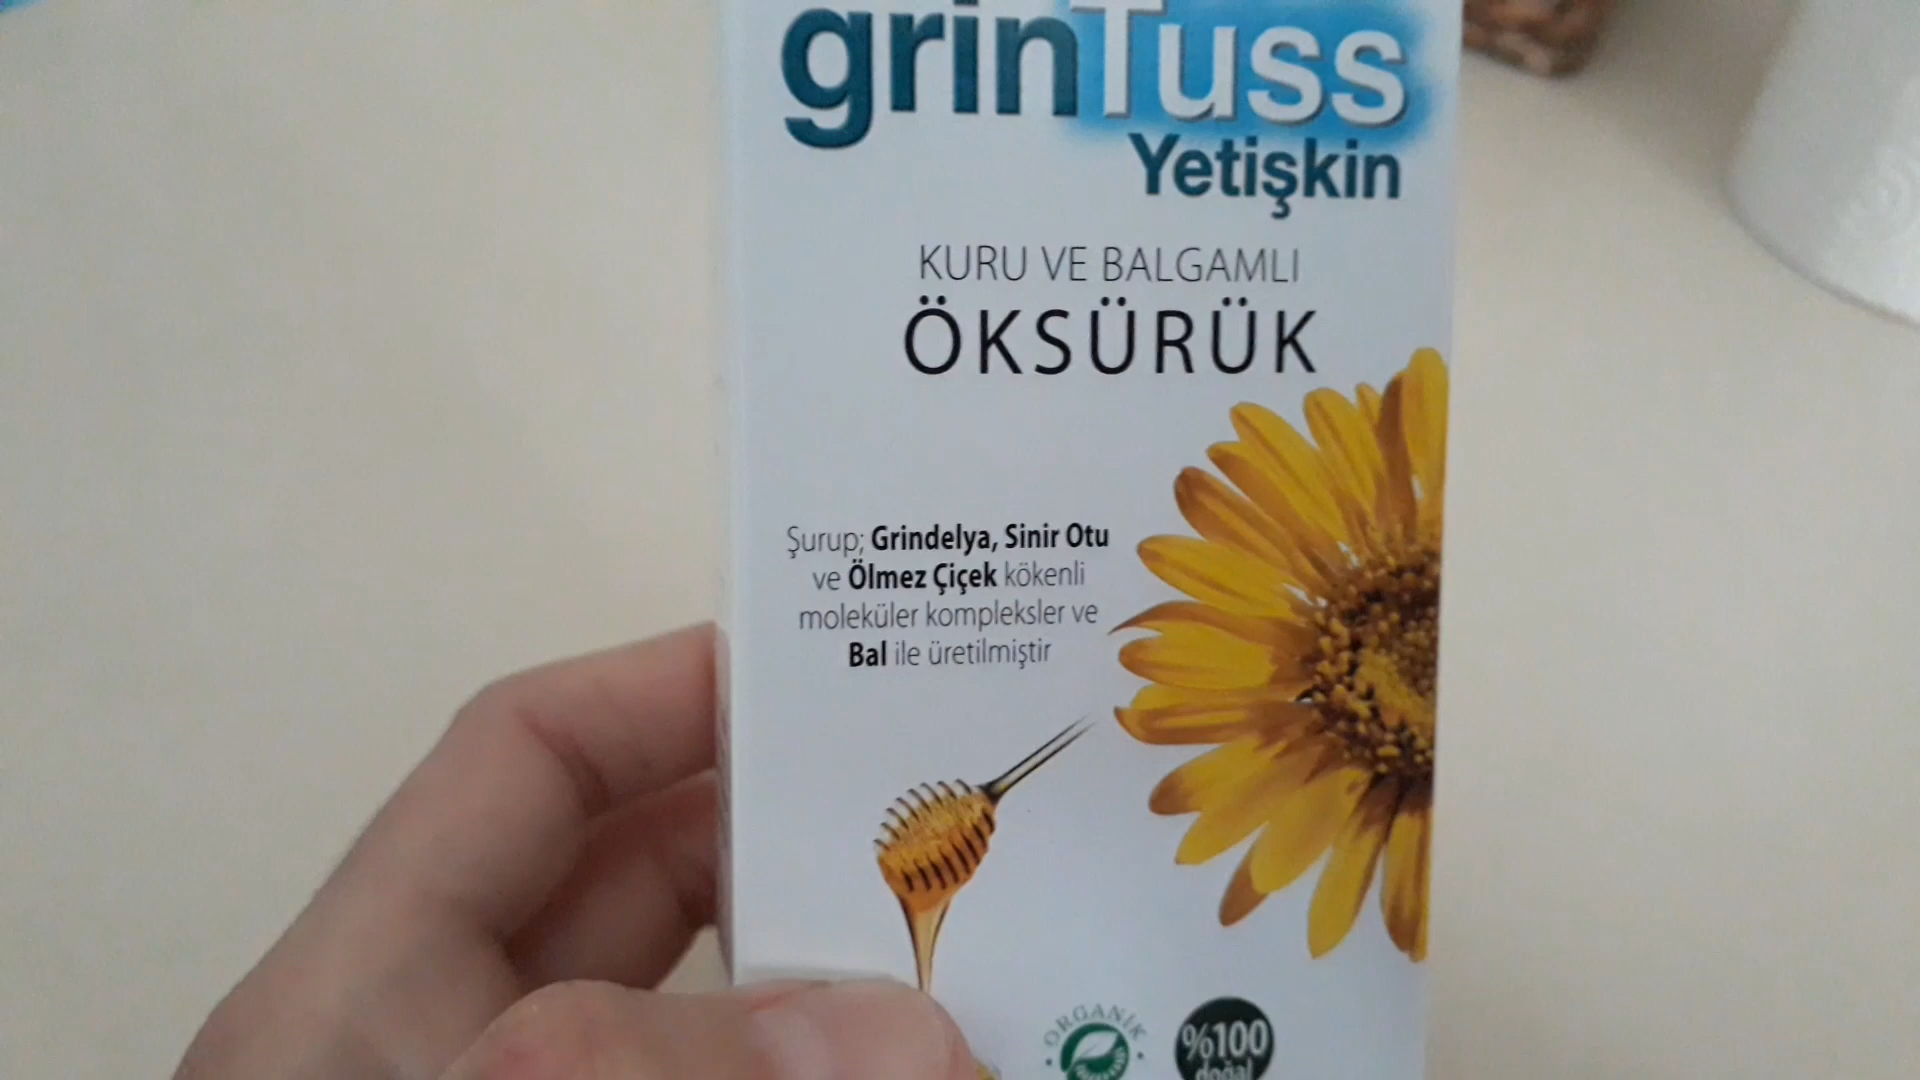 grinTuss
Yetişkin
KURU VE BALGAMLI
ÖKSÜRÜK
Şurup; Grindelya, Sinir Otu
ve Ölmez Çiçek kökenli
moleküler kompleksler ve
Bal ile üretilmiştir
ORGANİK
%100
doğal